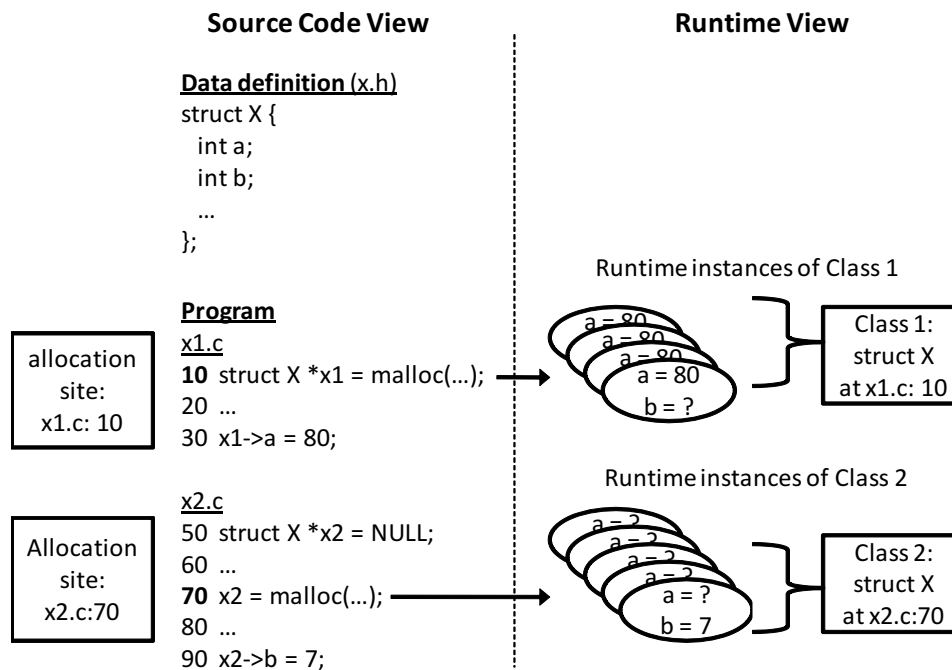 Source Code View
Runtime View
Data definition (x.h)
struct X {
int a;
int b;
...
};
Program
x1.c
10 struct X *x1 = malloc(...);
20 ...
30 x1->a = 80;
x2.c
50 struct X *x2 = NULL;
60 ...
70 x2 = malloc(...);
80 ...
90 x2->b = 7;
allocation
site:
x1.c: 10
Allocation
site:
x2.c:70
Runtime instances of Class 1
a = 80
a = 80
a = 80
a = 80
b = ?
Class 1:
struct X
at x1.c: 10
Runtime instances of Class 2
a = ?
a = ?
a = ?
a = ?
a = ?
b = 7
Class 2:
struct X
at x2.c:70